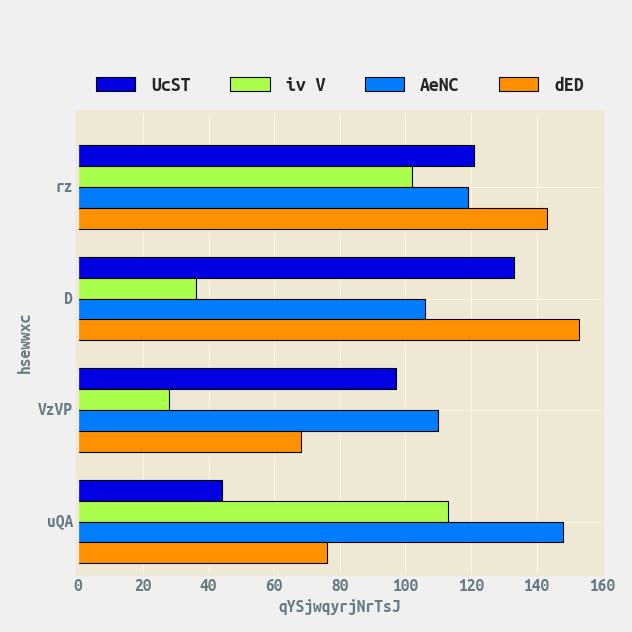 UcST iv V AeNC dED
rz
D
VzVP
uQA
hsewwxc
0 20 40 60 80 100 120 140 160
qYSjwqyrjNrTsJ